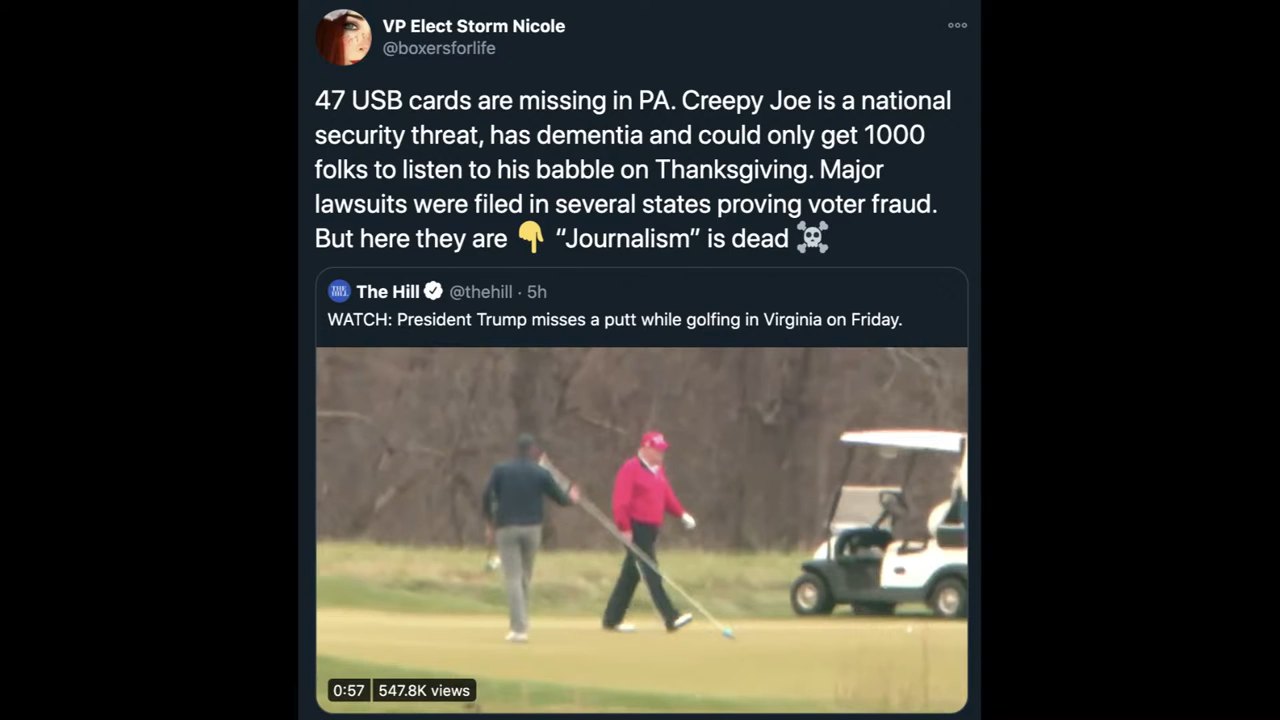 VP Elect Storm Nicole
@boxersforlife
47 USB cards are missing in PA. Creepy Joe is a national
security threat, has dementia and could only get 1000
folks to listen to his babble on Thanksgiving. Major
lawsuits were filed in several states proving voter fraud.
But here they are 👇 “Journalism” is dead ☠️
THE HILL
The Hill @thehill · 5h
WATCH: President Trump misses a putt while golfing in Virginia on Friday.
0:57 547.8K views